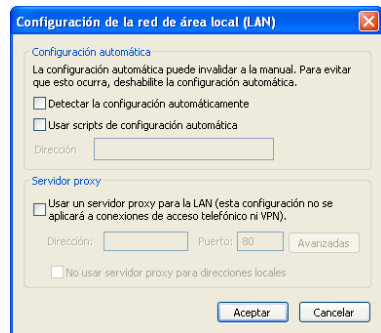 Configuración de la red de área local (LAN)
Configuración automática
La configuración automática puede invalidar a la manual. Para evitar
que esto ocurra, deshabilite la configuración automática.
Detectar la configuración automáticamente
Usar scripts de configuración automática
Dirección
Servidor proxy
Usar un servidor proxy para la LAN (esta configuración no se
aplicará a conexiones de acceso telefónico ni VPN).
Dirección: Puerto: 80 Avanzadas
No usar servidor proxy para direcciones locales
Aceptar Cancelar